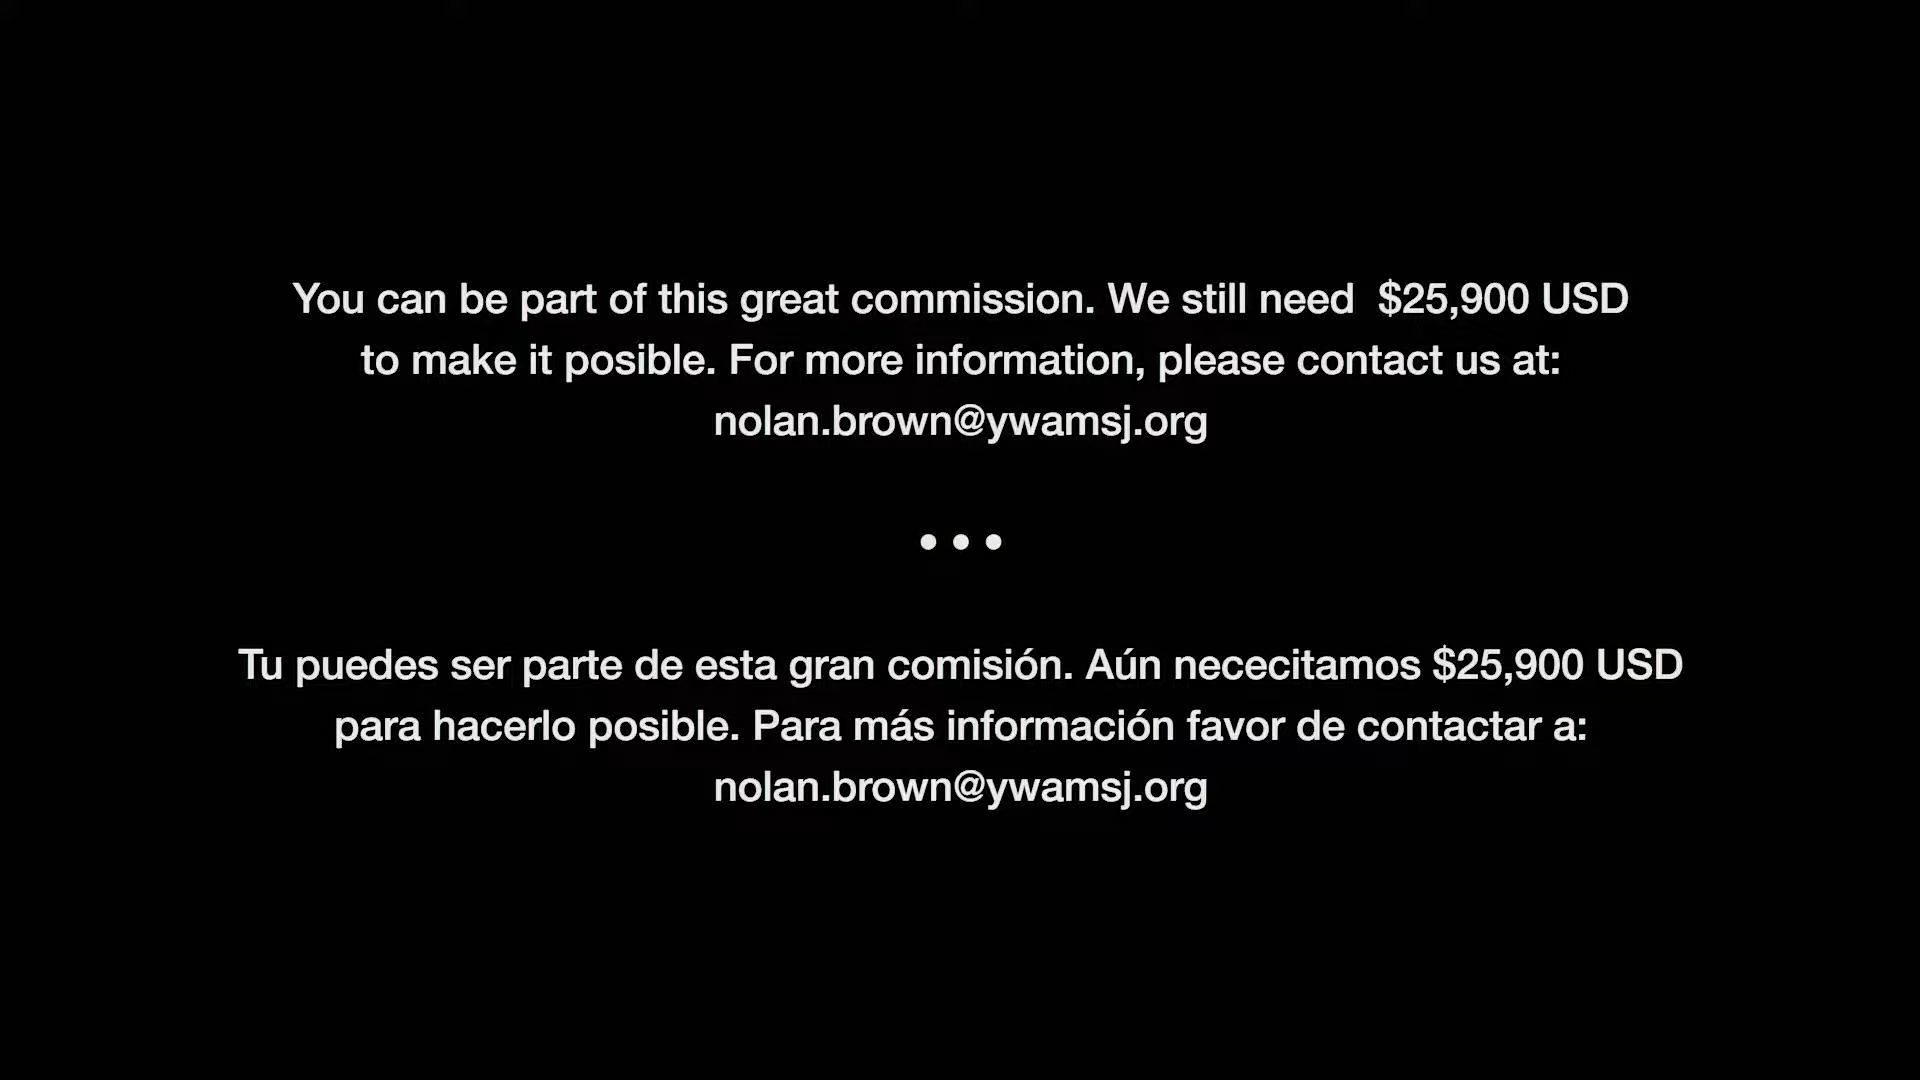 You can be part of this great commission. We still need  $25,900 USD
to make it posible. For more information, please contact us at:
nolan.brown@ywamsj.org
• • •
Tu puedes ser parte de esta gran comisión. Aún nececitamos $25,900 USD
para hacerlo posible. Para más información favor de contactar a:
nolan.brown@ywamsj.org